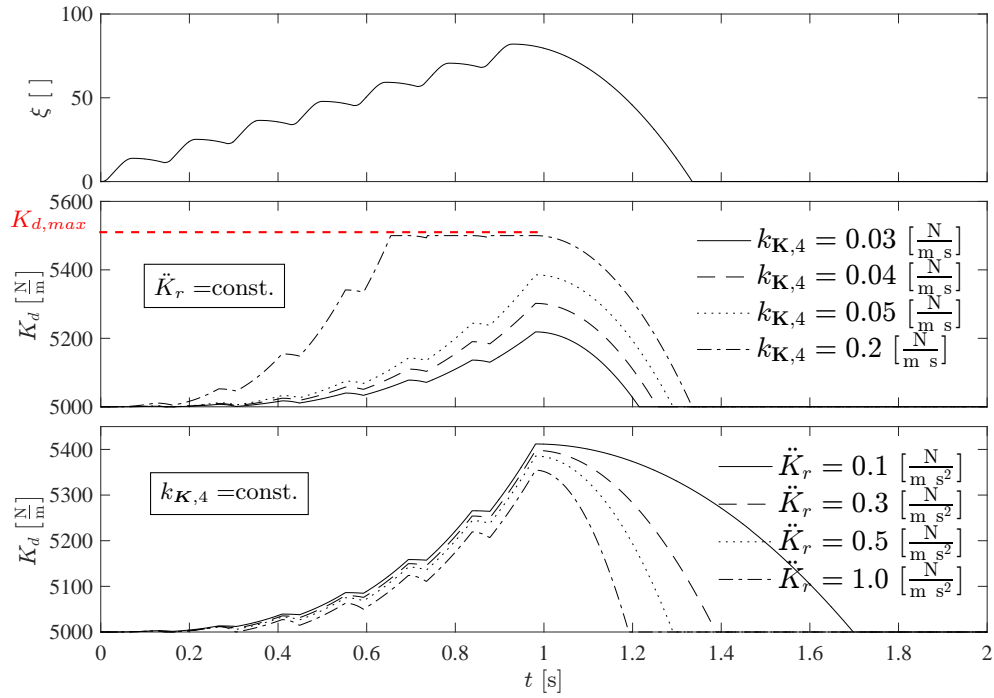 100
50
0
ξ [ ]
5600
K_{d,max}
5400
5200
5000
K_d [N/m]
K̈_r =const.
k_{K,4} = 0.03 [N/m s]
k_{K,4} = 0.04 [N/m s]
k_{K,4} = 0.05 [N/m s]
k_{K,4} = 0.2 [N/m s]
5400
5300
5200
5100
5000
K_d [N/m]
k_{K,4} =const.
K̈_r = 0.1 [N/m s²]
K̈_r = 0.3 [N/m s²]
K̈_r = 0.5 [N/m s²]
K̈_r = 1.0 [N/m s²]
0 0.2 0.4 0.6 0.8 1 1.2 1.4 1.6 1.8 2
t [s]